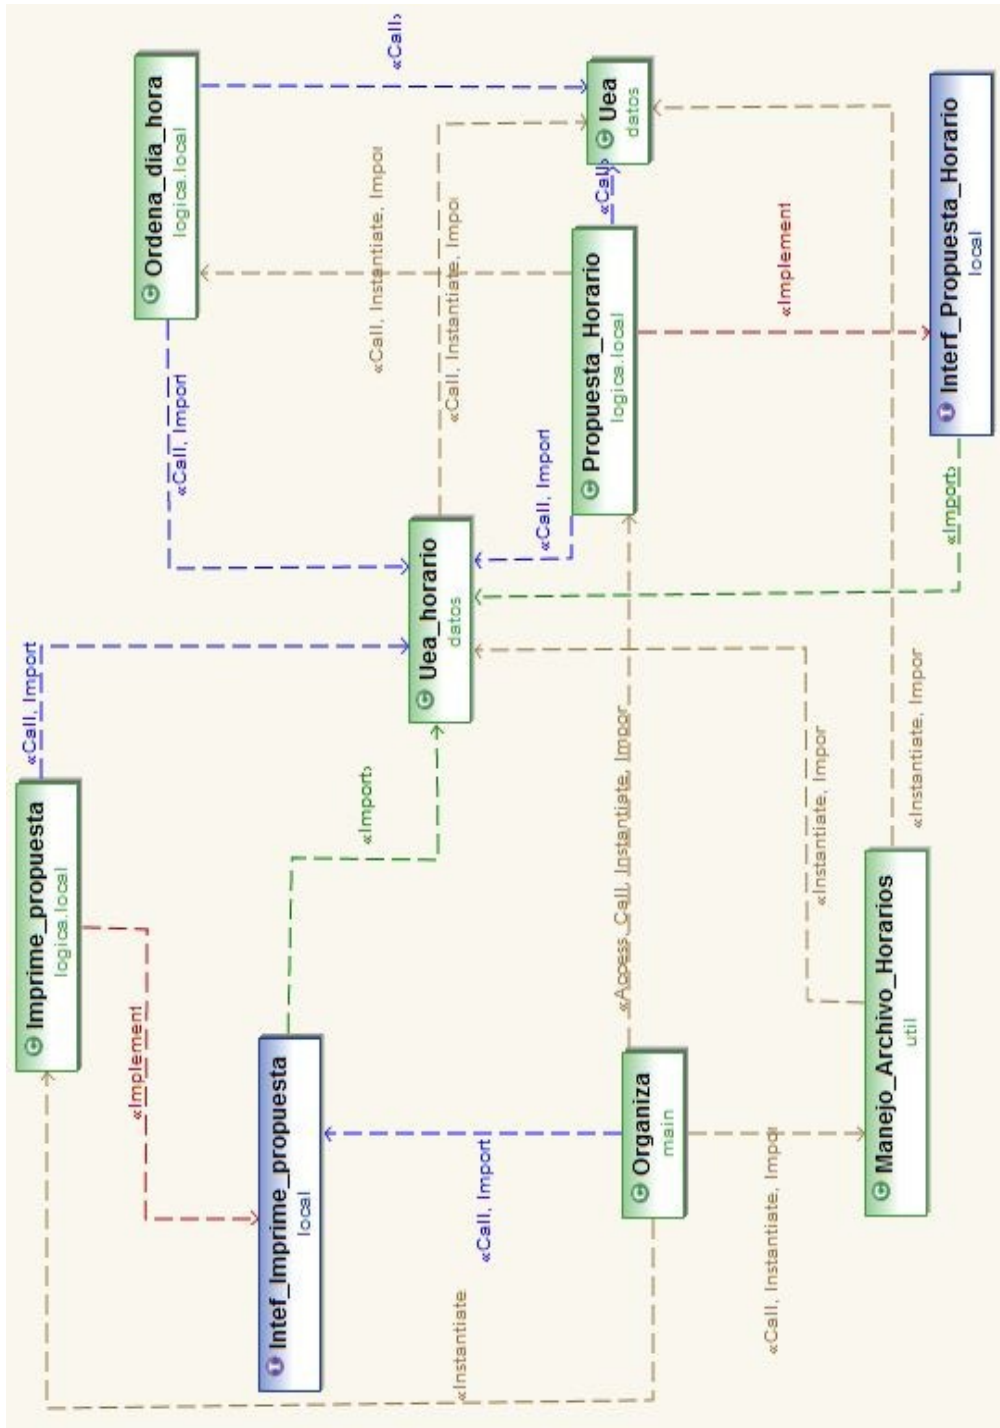 Imprime_propuesta
logica.local
«Call, Import
«Implement
Ordena_dia_hora
logica.local
«Call, Import
Intef_Imprime_propuesta
local
«Import›
«Call, Instantiate, Impor
«Call›
Uea_horario
datos
«Call, Instantiate, Impor
«Instantiate
«Call, Import
«Call, Import
Propuesta_Horario
logica.local
«Call›
Uea
datos
Organiza
main
«Access, Call, Instantiate, Impor
«Call, Instantiate, Impor
«Instantiate, Impor
«Implement
Manejo_Archivo_Horarios
util
«Instantiate, Impor
«Import›
Interf_Propuesta_Horario
local